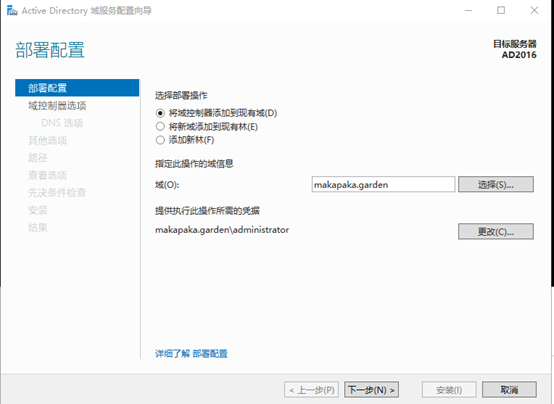 Active Directory 域服务配置向导
部署配置
目标服务器
AD2016
部署配置
域控制器选项
DNS 选项
其他选项
路径
查看选项
先决条件检查
安装
结果
选择部署操作
将域控制器添加到现有域(D)
将新域添加到现有林(E)
添加新林(F)
指定此操作的域信息
域(O):
makapaka.garden
选择(S)...
提供执行此操作所需的凭据
makapaka.garden\administrator
更改(C)...
详细了解 部署配置
< 上一步(P)
下一步(N) >
安装(I)
取消